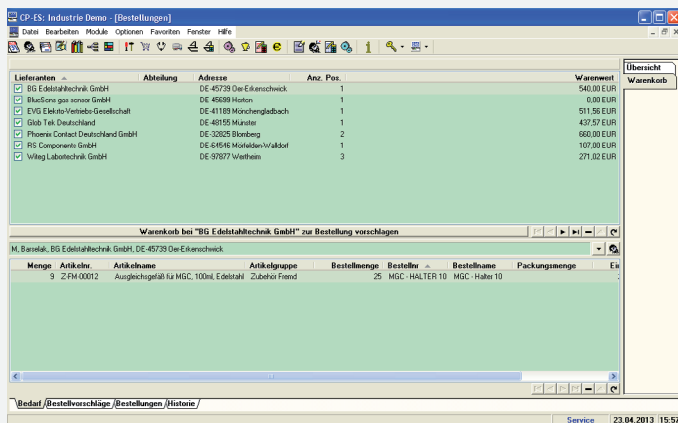 CP-ES: Industrie Demo - [Bestellungen]
Datei Bearbeiten Module Optionen Favoriten Fenster Hilfe
Übersicht
Warenkorb
Lieferanten Abteilung Adresse Anz. Pos. Warenwert
BG Edelstahltechnik GmbH DE-45739 Oer-Erkenschwick 1 540,00 EUR
BlueSens gas sensor GmbH DE 45699 Herten 1 0,00 EUR
EVG Elekrto-Vertriebs-Gesellschaft DE-41189 Mönchengladbach 1 511,56 EUR
Glob Tek Deutschland DE-48155 Münster 1 437,57 EUR
Phoenix Contact Deutschland GmbH DE-32825 Blomberg 2 660,00 EUR
RS Components GmbH DE-64546 Mörfelden-Walldorf 1 107,00 EUR
Witeg Labortechnik GmbH DE-97877 Wertheim 3 271,02 EUR
Warenkorb bei "BG Edelstahltechnik GmbH" zur Bestellung vorschlagen
M, Barselak, BG Edelstahltechnik GmbH, DE-45739 Oer-Erkenschwick
Menge Artikelnr. Artikelname Artikelgruppe Bestellmenge Bestellnr Bestellname Packungsmenge Ei
9 Z-FM-00012 Ausgleichsgefäß für MGC, 100ml, Edelstahl Zubehör Fremd 25 MGC - HALTER 10 MGC - Halter 10
Bedarf Bestellvorschläge Bestellungen Historie
Service 23.04.2013 15:57